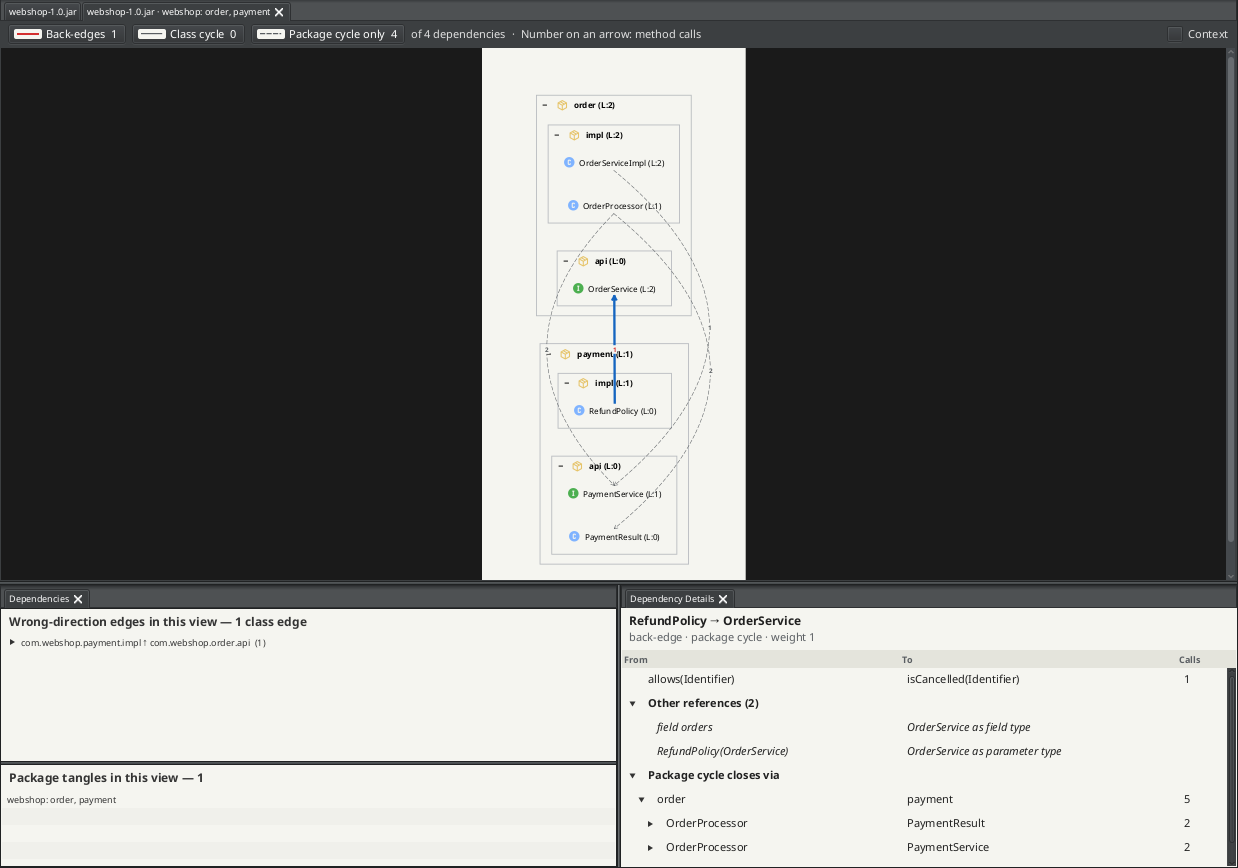 webshop-1.0.jar
webshop-1.0.jar · webshop: order, payment
Back-edges 1
Class cycle 0
Package cycle only 4
of 4 dependencies · Number on an arrow: method calls
Context
order (L:2)
impl (L:2)
OrderServiceImpl (L:2)
OrderProcessor (L:1)
api (L:0)
OrderService (L:2)
1
2
payment (L:1)
1
2
impl (L:1)
RefundPolicy (L:0)
api (L:0)
PaymentService (L:1)
PaymentResult (L:0)
Dependencies
Wrong-direction edges in this view — 1 class edge
com.webshop.payment.impl ↑ com.webshop.order.api (1)
Package tangles in this view — 1
webshop: order, payment
Dependency Details
RefundPolicy → OrderService
back-edge · package cycle · weight 1
From To Calls
allows(Identifier) isCancelled(Identifier) 1
Other references (2)
field orders OrderService as field type
RefundPolicy(OrderService) OrderService as parameter type
Package cycle closes via
order payment 5
OrderProcessor PaymentResult 2
OrderProcessor PaymentService 2